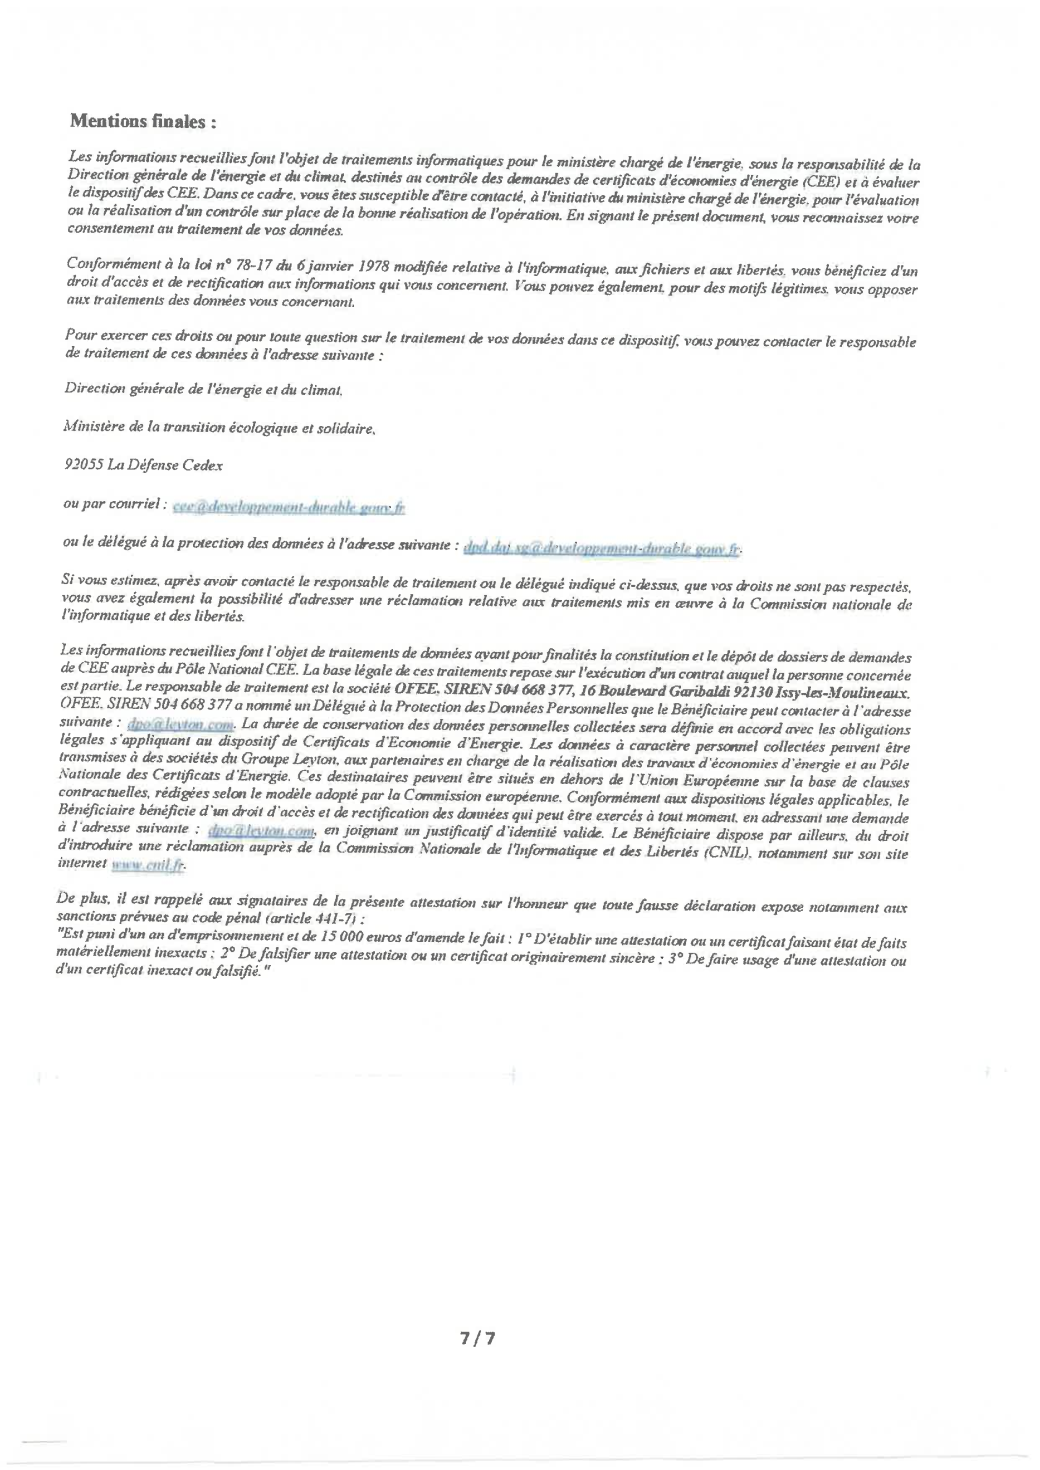 Mentions finales :
Les informations recueillies font l'objet de traitements informatiques pour le ministère chargé de l'énergie, sous la responsabilité de la
Direction générale de l'énergie et du climat, destinés au contrôle des demandes de certificats d'économies d'énergie (CEE) et à évaluer
le dispositif des CEE. Dans ce cadre, vous êtes susceptible d'être contacté, à l'initiative du ministère chargé de l'énergie, pour l'évaluation
ou la réalisation d'un contrôle sur place de la bonne réalisation de l'opération. En signant le présent document, vous reconnaissez votre
consentement au traitement de vos données.
Conformément à la loi n° 78-17 du 6 janvier 1978 modifiée relative à l'informatique, aux fichiers et aux libertés, vous bénéficiez d'un
droit d'accès et de rectification aux informations qui vous concernent. Vous pouvez également, pour des motifs légitimes, vous opposer
aux traitements des données vous concernant.
Pour exercer ces droits ou pour toute question sur le traitement de vos données dans ce dispositif, vous pouvez contacter le responsable
de traitement de ces données à l'adresse suivante :
Direction générale de l'énergie et du climat,
Ministère de la transition écologique et solidaire,
92055 La Défense Cedex
ou par courriel : cee@developpement-durable.gouv.fr
ou le délégué à la protection des données à l'adresse suivante : dpd.daj.sg@developpement-durable.gouv.fr.
Si vous estimez, après avoir contacté le responsable de traitement ou le délégué indiqué ci-dessus, que vos droits ne sont pas respectés,
vous avez également la possibilité d'adresser une réclamation relative aux traitements mis en œuvre à la Commission nationale de
l'informatique et des libertés.
Les informations recueillies font l'objet de traitements de données ayant pour finalités la constitution et le dépôt de dossiers de demandes
de CEE auprès du Pôle National CEE. La base légale de ces traitements repose sur l'exécution d'un contrat auquel la personne concernée
est partie. Le responsable de traitement est la société OFEE, SIREN 504 668 377, 16 Boulevard Garibaldi 92130 Issy-les-Moulineaux.
OFEE, SIREN 504 668 377 a nommé un Délégué à la Protection des Données Personnelles que le Bénéficiaire peut contacter à l'adresse
suivante : dpo@leyton.com. La durée de conservation des données personnelles collectées sera définie en accord avec les obligations
légales s'appliquant au dispositif de Certificats d'Economie d'Energie. Les données à caractère personnel collectées peuvent être
transmises à des sociétés du Groupe Leyton, aux partenaires en charge de la réalisation des travaux d'économies d'énergie et au Pôle
Nationale des Certificats d'Energie. Ces destinataires peuvent être situés en dehors de l'Union Européenne sur la base de clauses
contractuelles, rédigées selon le modèle adopté par la Commission européenne. Conformément aux dispositions légales applicables, le
Bénéficiaire bénéficie d'un droit d'accès et de rectification des données qui peut être exercés à tout moment, en adressant une demande
à l'adresse suivante : dpo@leyton.com, en joignant un justificatif d'identité valide. Le Bénéficiaire dispose par ailleurs, du droit
d'introduire une réclamation auprès de la Commission Nationale de l'Informatique et des Libertés (CNIL), notamment sur son site
internet www.cnil.fr.
De plus, il est rappelé aux signataires de la présente attestation sur l'honneur que toute fausse déclaration expose notamment aux
sanctions prévues au code pénal (article 441-7) :
"Est puni d'un an d'emprisonnement et de 15 000 euros d'amende le fait : 1° D'établir une attestation ou un certificat faisant état de faits
matériellement inexacts ; 2° De falsifier une attestation ou un certificat originairement sincère ; 3° De faire usage d'une attestation ou
d'un certificat inexact ou falsifié."
7 / 7